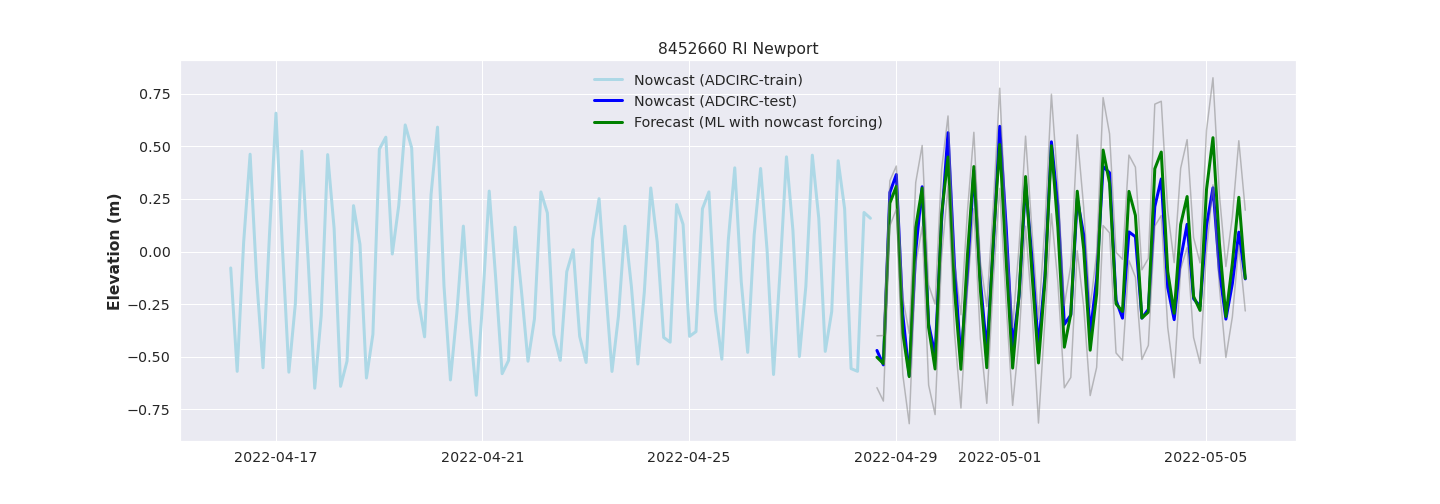 8452660 RI Newport
Nowcast (ADCIRC-train)
Nowcast (ADCIRC-test)
Forecast (ML with nowcast forcing)
Elevation (m)
0.75
0.50
0.25
0.00
−0.25
−0.50
−0.75
2022-04-17 2022-04-21 2022-04-25 2022-04-29 2022-05-01 2022-05-05